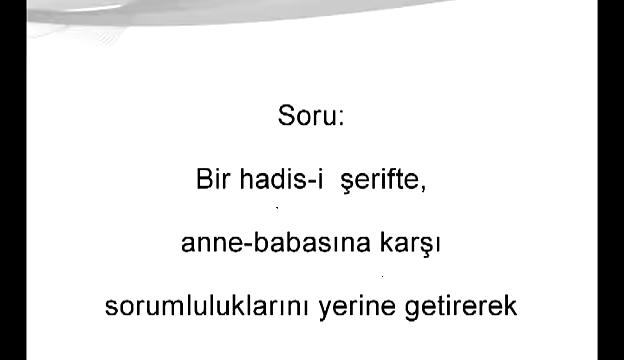 Soru:
Bir hadis-i şerifte,
anne-babasına karşı
sorumluluklarını yerine getirerek